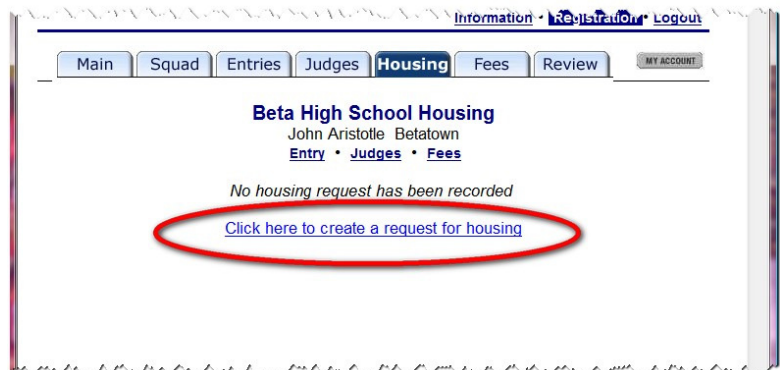 Information • Registration • Logout
Main Squad Entries Judges Housing Fees Review MY ACCOUNT
Beta High School Housing
John Aristotle Betatown
Entry • Judges • Fees
No housing request has been recorded
Click here to create a request for housing